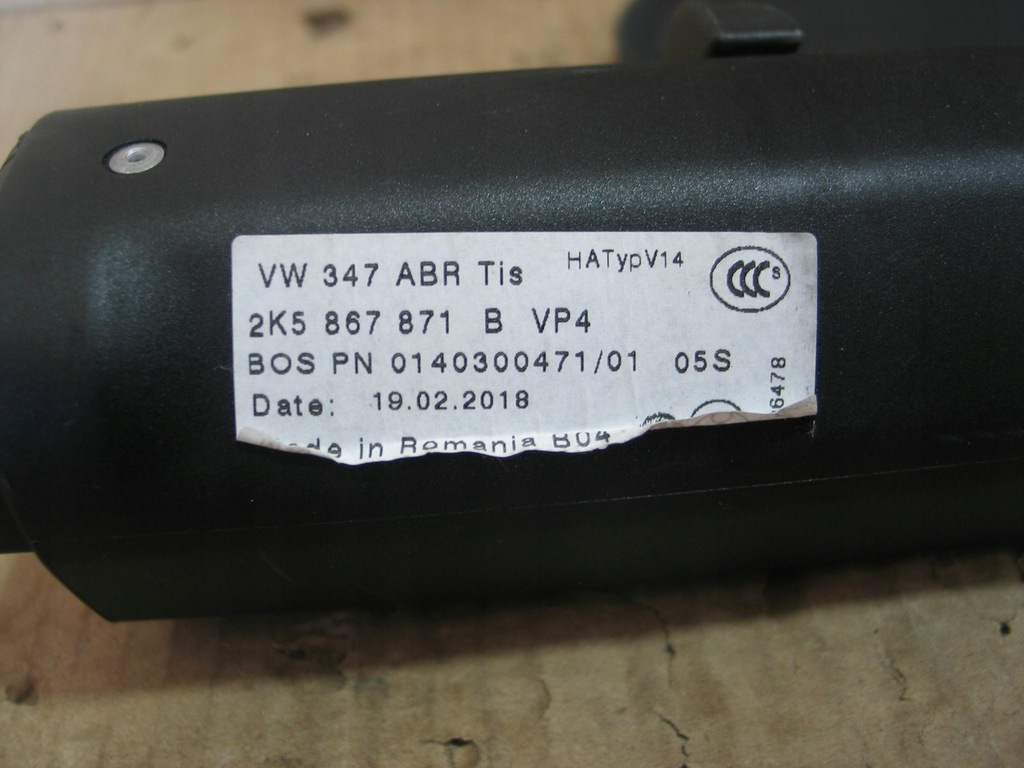 VW 347 ABR Tis HATypV14
CCC S
2K5 867 871 B VP4
BOS PN 0140300471/01 05S
6478
Date: 19.02.2018
in Romania B04